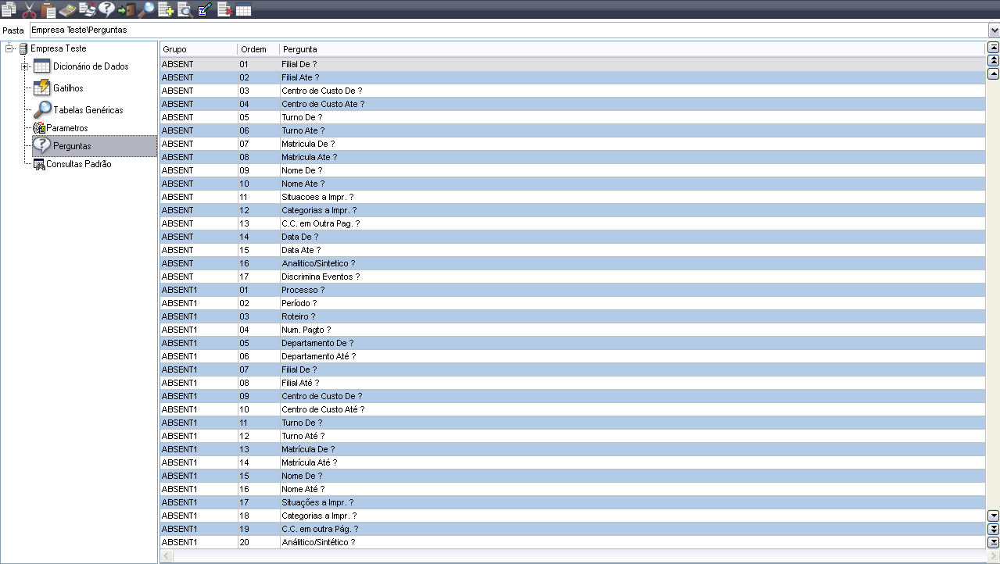 Pasta Empresa Teste\Perguntas
Empresa Teste
Dicionário de Dados
Gatilhos
Tabelas Genéricas
Parametros
Perguntas
Consultas Padrão
Grupo Ordem Pergunta
ABSENT 01 Filial De ?
ABSENT 02 Filial Ate ?
ABSENT 03 Centro de Custo De ?
ABSENT 04 Centro de Custo Ate ?
ABSENT 05 Turno De ?
ABSENT 06 Turno Ate ?
ABSENT 07 Matricula De ?
ABSENT 08 Matricula Ate ?
ABSENT 09 Nome De ?
ABSENT 10 Nome Ate ?
ABSENT 11 Situacoes a Impr. ?
ABSENT 12 Categorias a Impr. ?
ABSENT 13 C.C. em Outra Pag. ?
ABSENT 14 Data De ?
ABSENT 15 Data Ate ?
ABSENT 16 Analitico/Sintetico ?
ABSENT 17 Discrimina Eventos ?
ABSENT1 01 Processo ?
ABSENT1 02 Período ?
ABSENT1 03 Roteiro ?
ABSENT1 04 Num. Pagto ?
ABSENT1 05 Departamento De ?
ABSENT1 06 Departamento Até ?
ABSENT1 07 Filial De ?
ABSENT1 08 Filial Até ?
ABSENT1 09 Centro de Custo De ?
ABSENT1 10 Centro de Custo Até ?
ABSENT1 11 Turno De ?
ABSENT1 12 Turno Até ?
ABSENT1 13 Matrícula De ?
ABSENT1 14 Matrícula Até ?
ABSENT1 15 Nome De ?
ABSENT1 16 Nome Até ?
ABSENT1 17 Situações a Impr. ?
ABSENT1 18 Categorias a Impr. ?
ABSENT1 19 C.C. em outra Pág. ?
ABSENT1 20 Análitico/Sintético ?